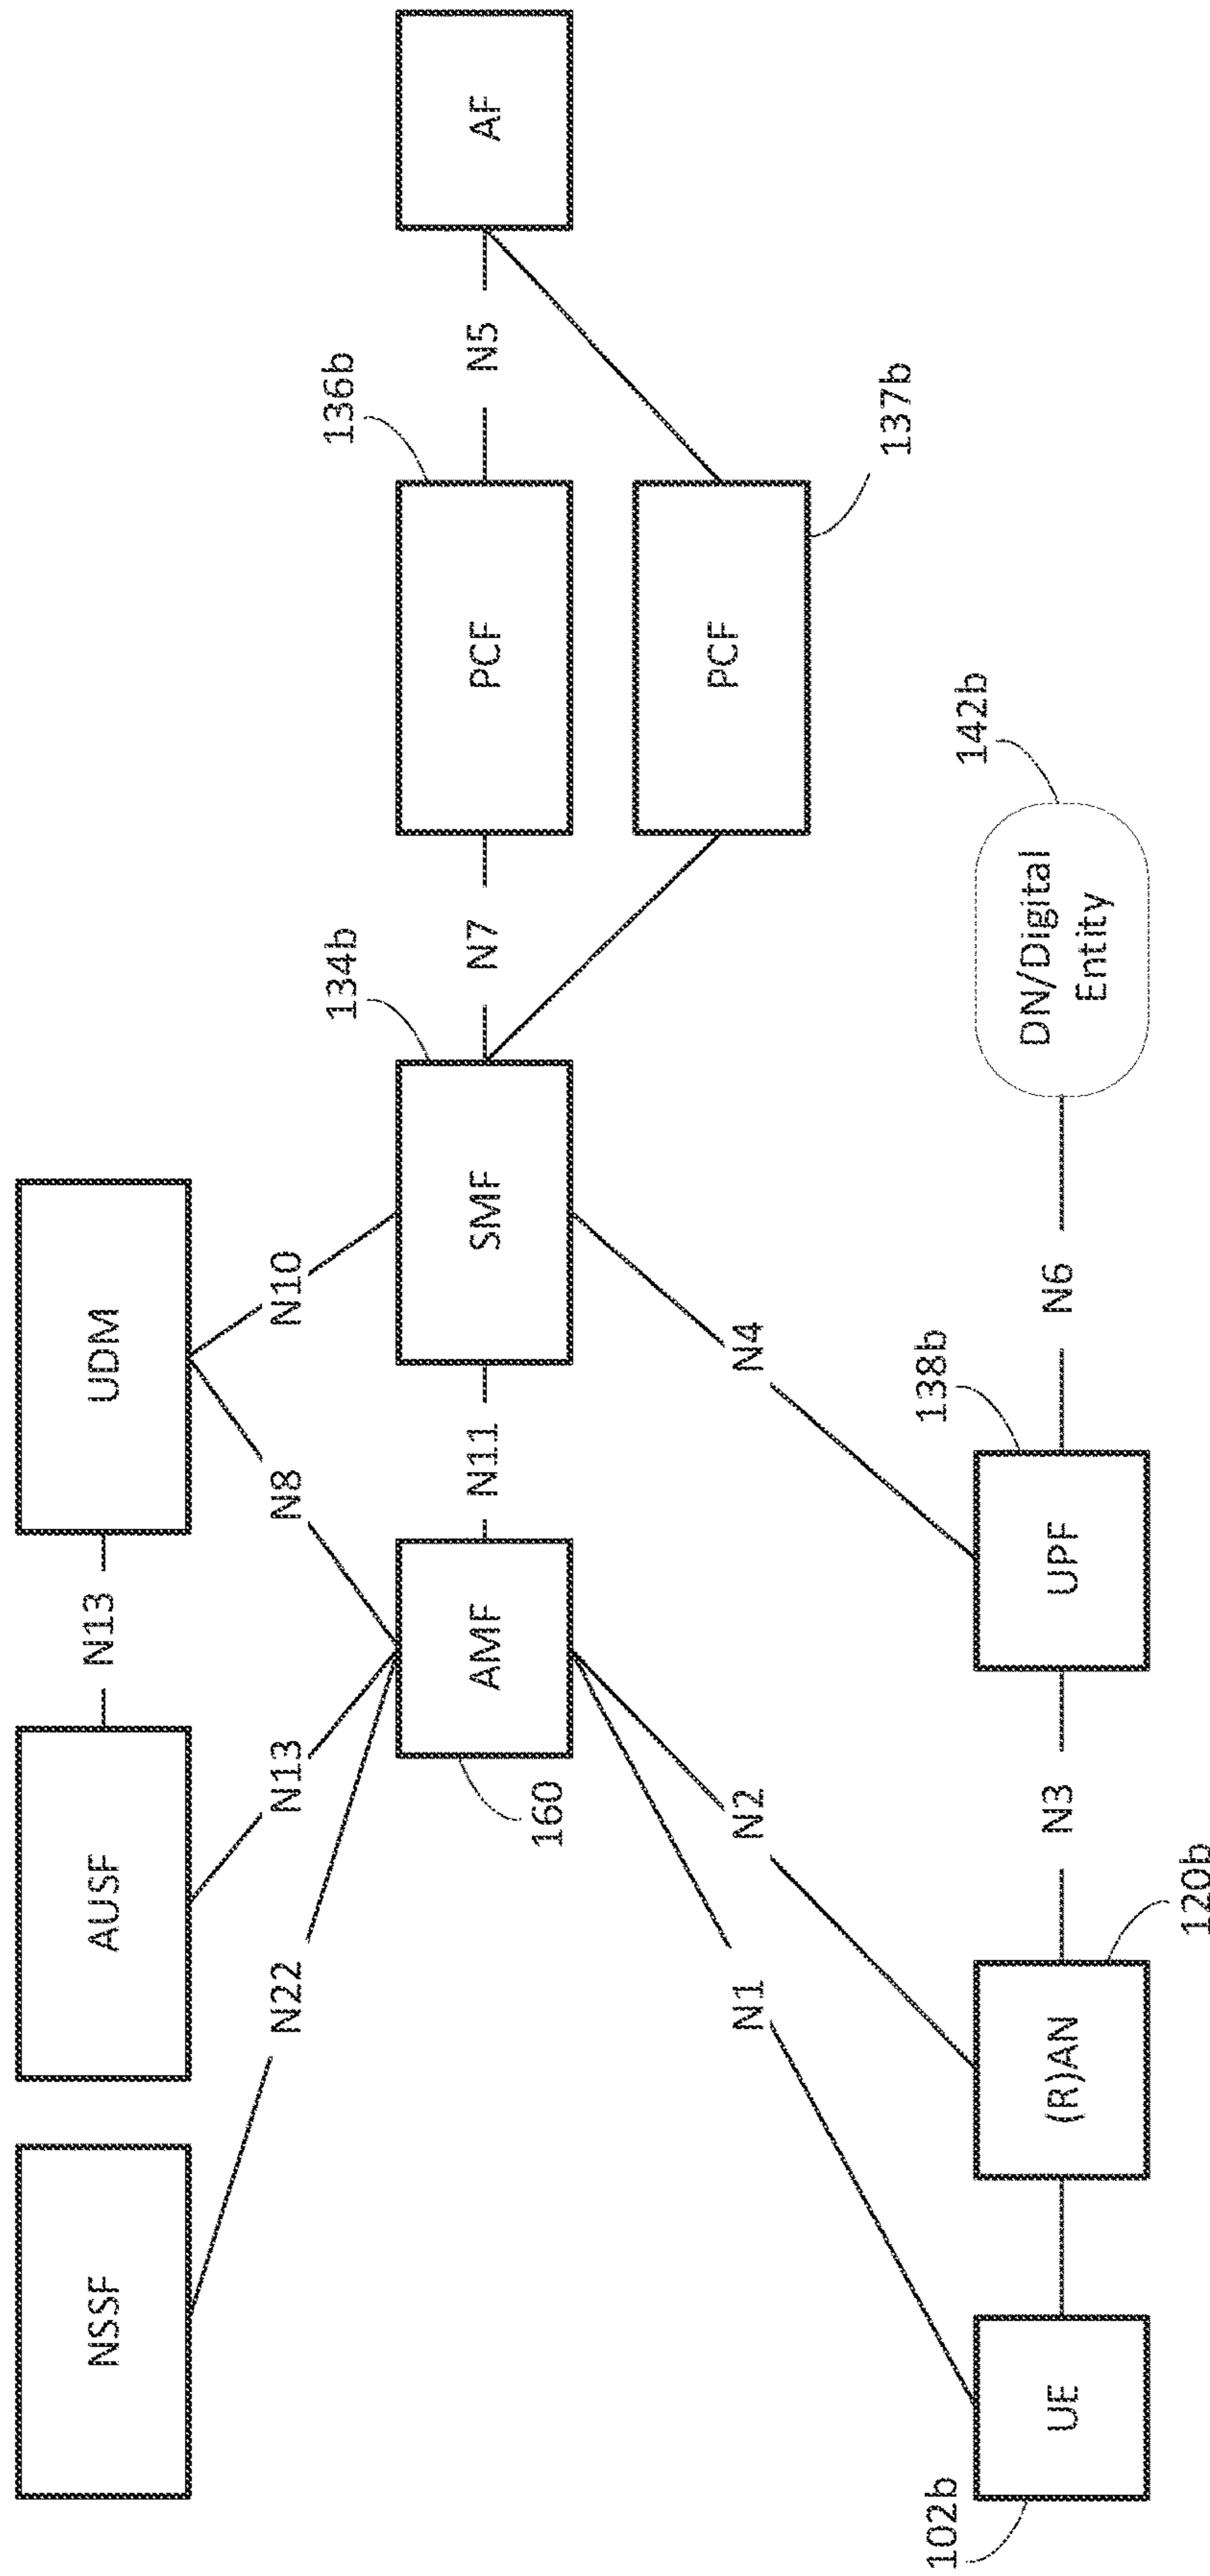 NSSF
AUSF
N13
UDM
N22
N13
N8
N10
160
AMF
N11
SMF
134b
N7
PCF
136b
N5
AF
PCF
137b
N1
N2
N4
102b
UE
(R)AN
120b
N3
UPF
138b
N6
DN/Digital
Entity
142b